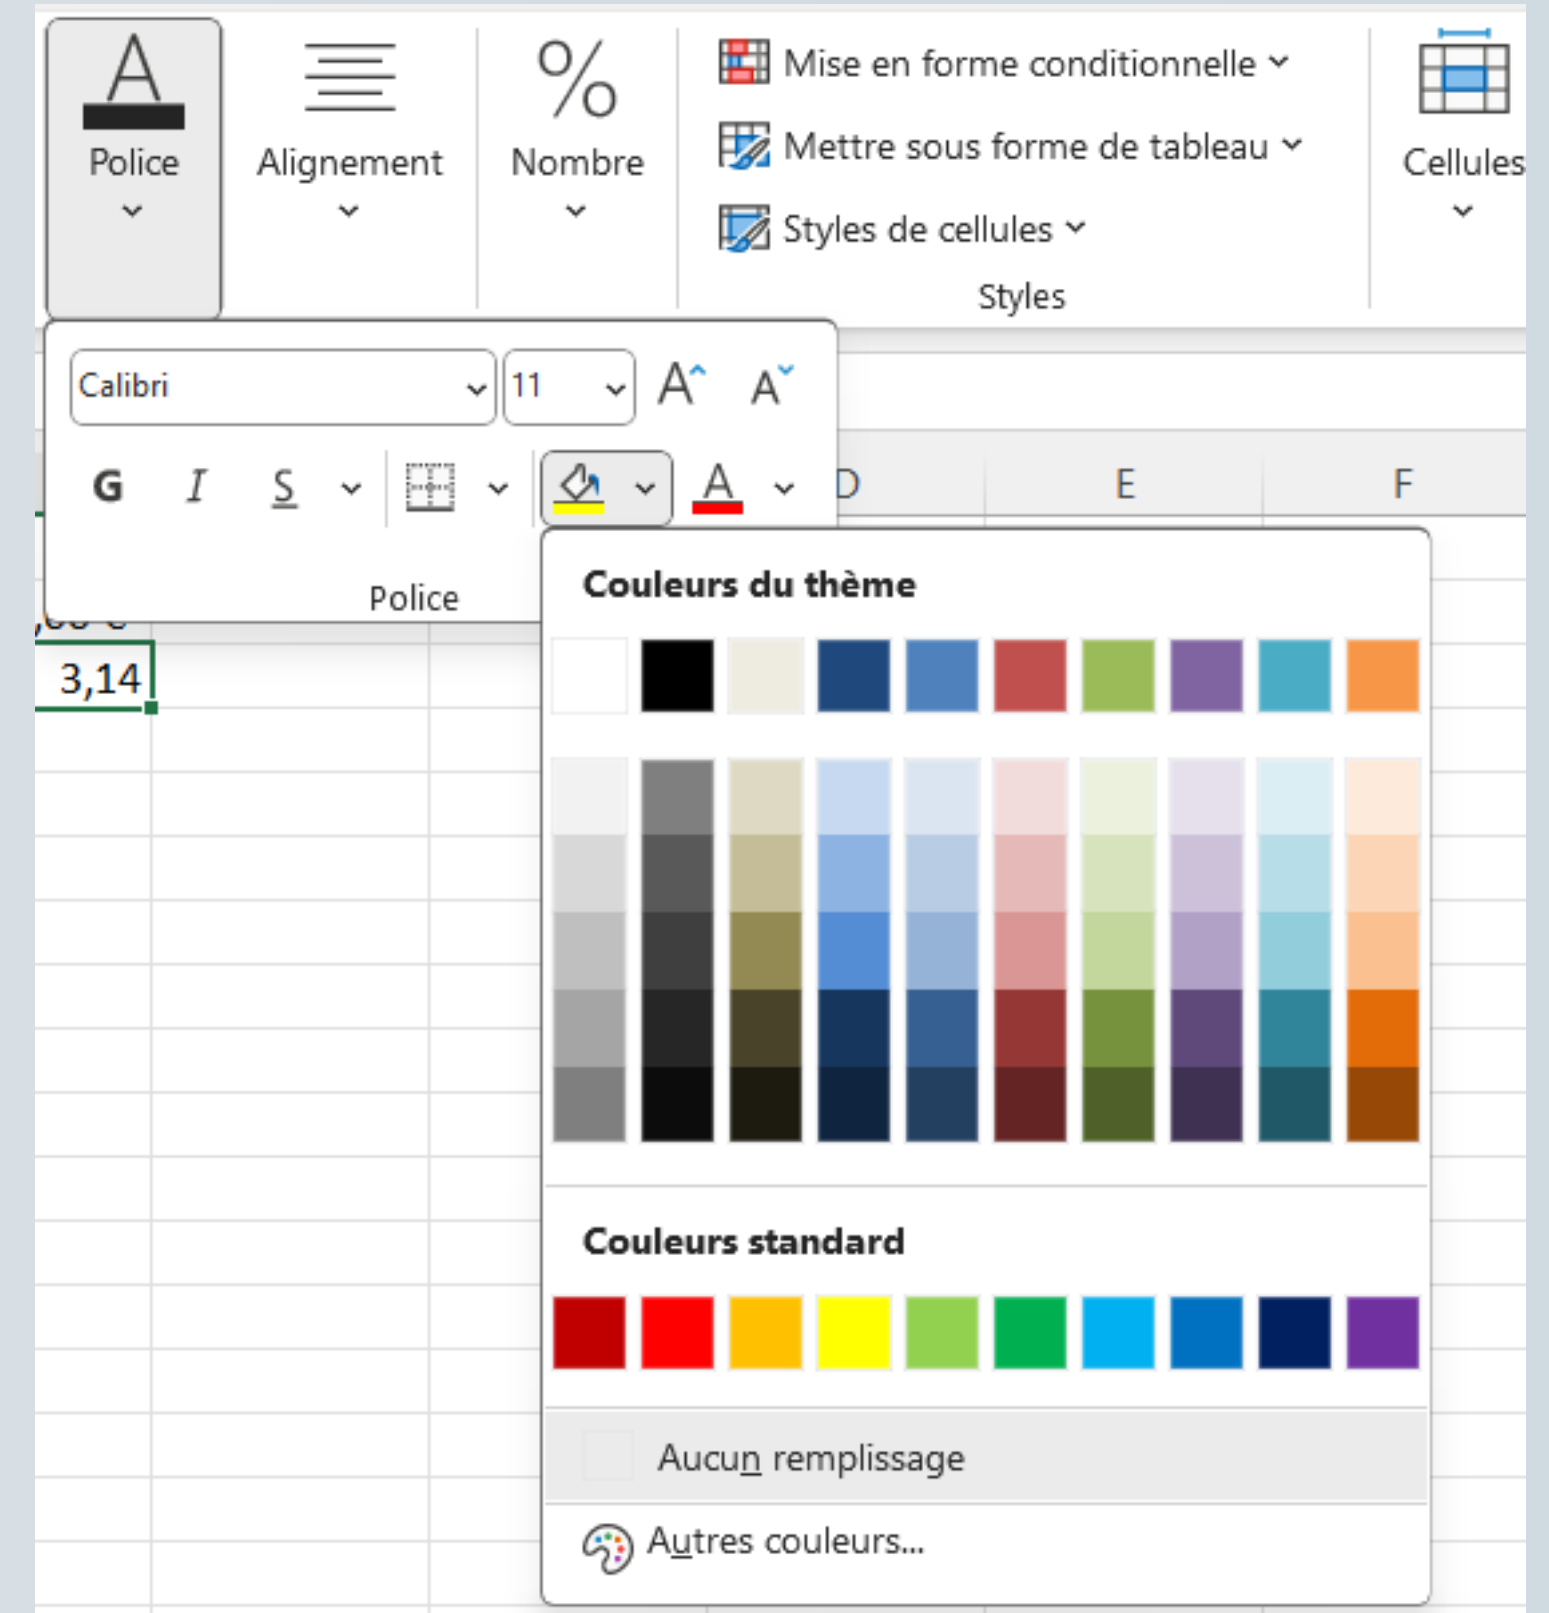 Police
Alignement
Nombre
Mise en forme conditionnelle
Mettre sous forme de tableau
Styles de cellules
Styles
Cellules
Calibri
11
A
A
G I S A
D E F
Police
3,14
Couleurs du thème
Couleurs standard
Aucun remplissage
Autres couleurs...